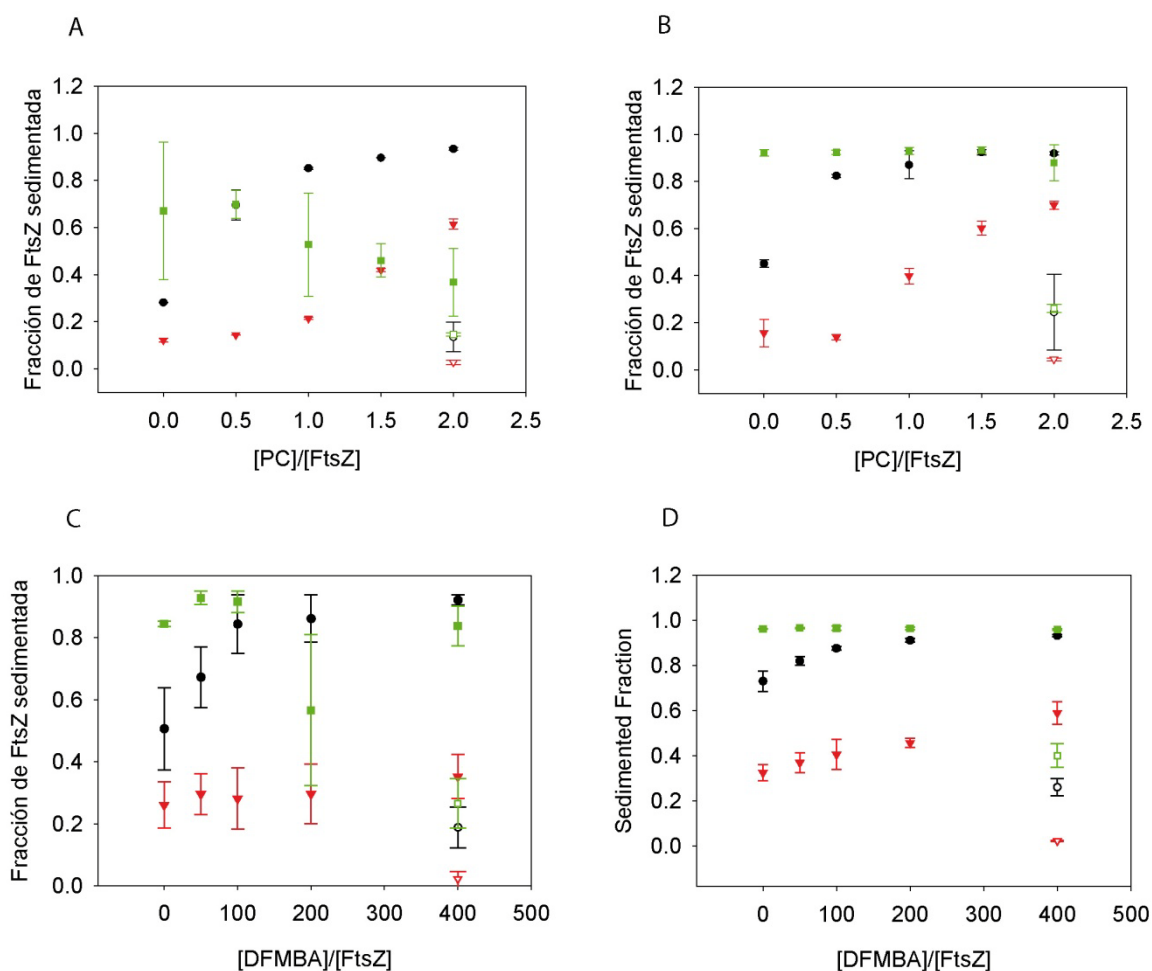 A
Fracción de FtsZ sedimentada
1.2
1.0
0.8
0.6
0.4
0.2
0.0
0.0 0.5 1.0 1.5 2.0 2.5
[PC]/[FtsZ]
B
Fracción de FtsZ sedimentada
1.2
1.0
0.8
0.6
0.4
0.2
0.0
0.0 0.5 1.0 1.5 2.0 2.5
[PC]/[FtsZ]
C
Fracción de FtsZ sedimentada
1.0
0.8
0.6
0.4
0.2
0.0
0 100 200 300 400 500
[DFMBA]/[FtsZ]
D
Sedimented Fraction
1.2
1.0
0.8
0.6
0.4
0.2
0.0
0 100 200 300 400 500
[DFMBA]/[FtsZ]